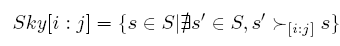 Sky[i : j] = {s ∈ S|∄s′ ∈ S, s′ ≻[i:j] s}